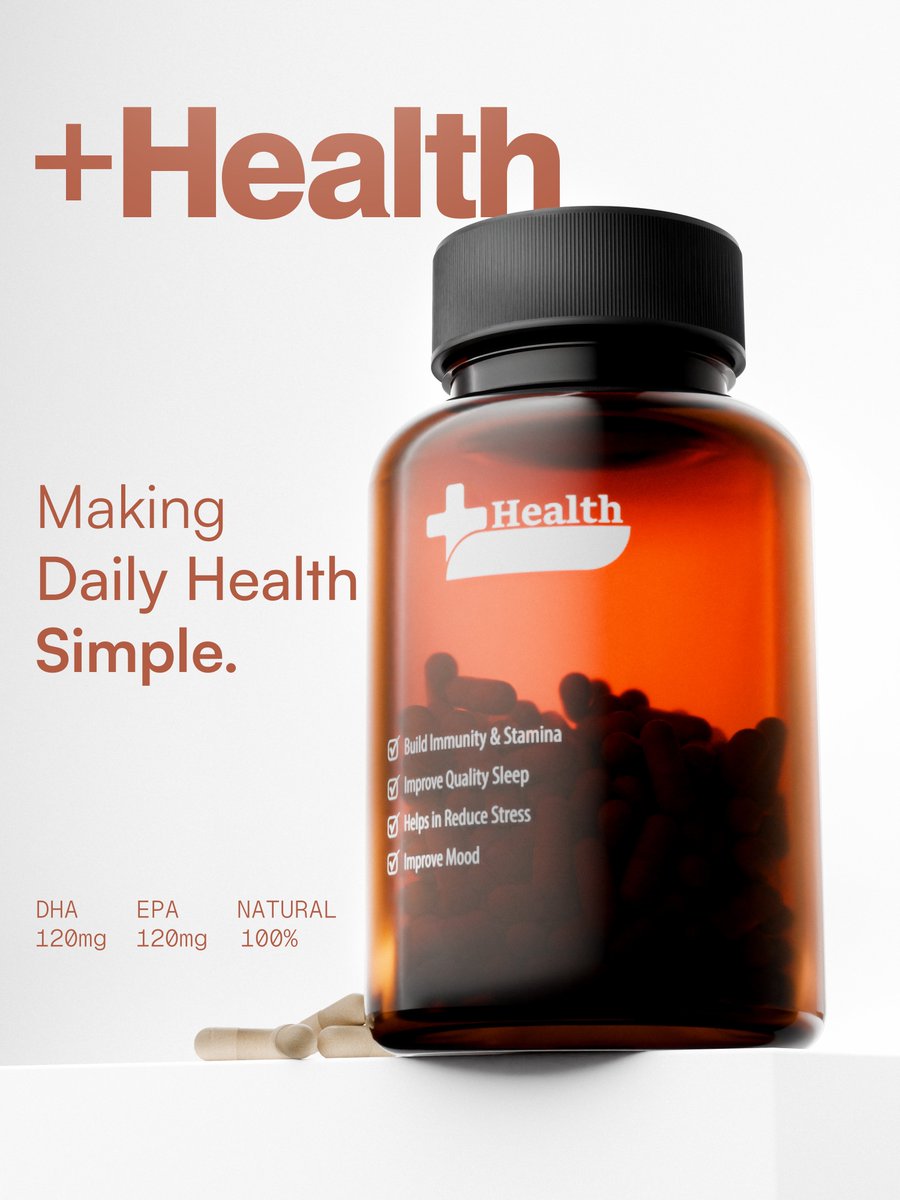 +Health
Making
Daily Health
Simple.
+Health
Build Immunity & Stamina
Improve Quality Sleep
Helps in Reduce Stress
Improve Mood
DHA EPA NATURAL
120mg 120mg 100%